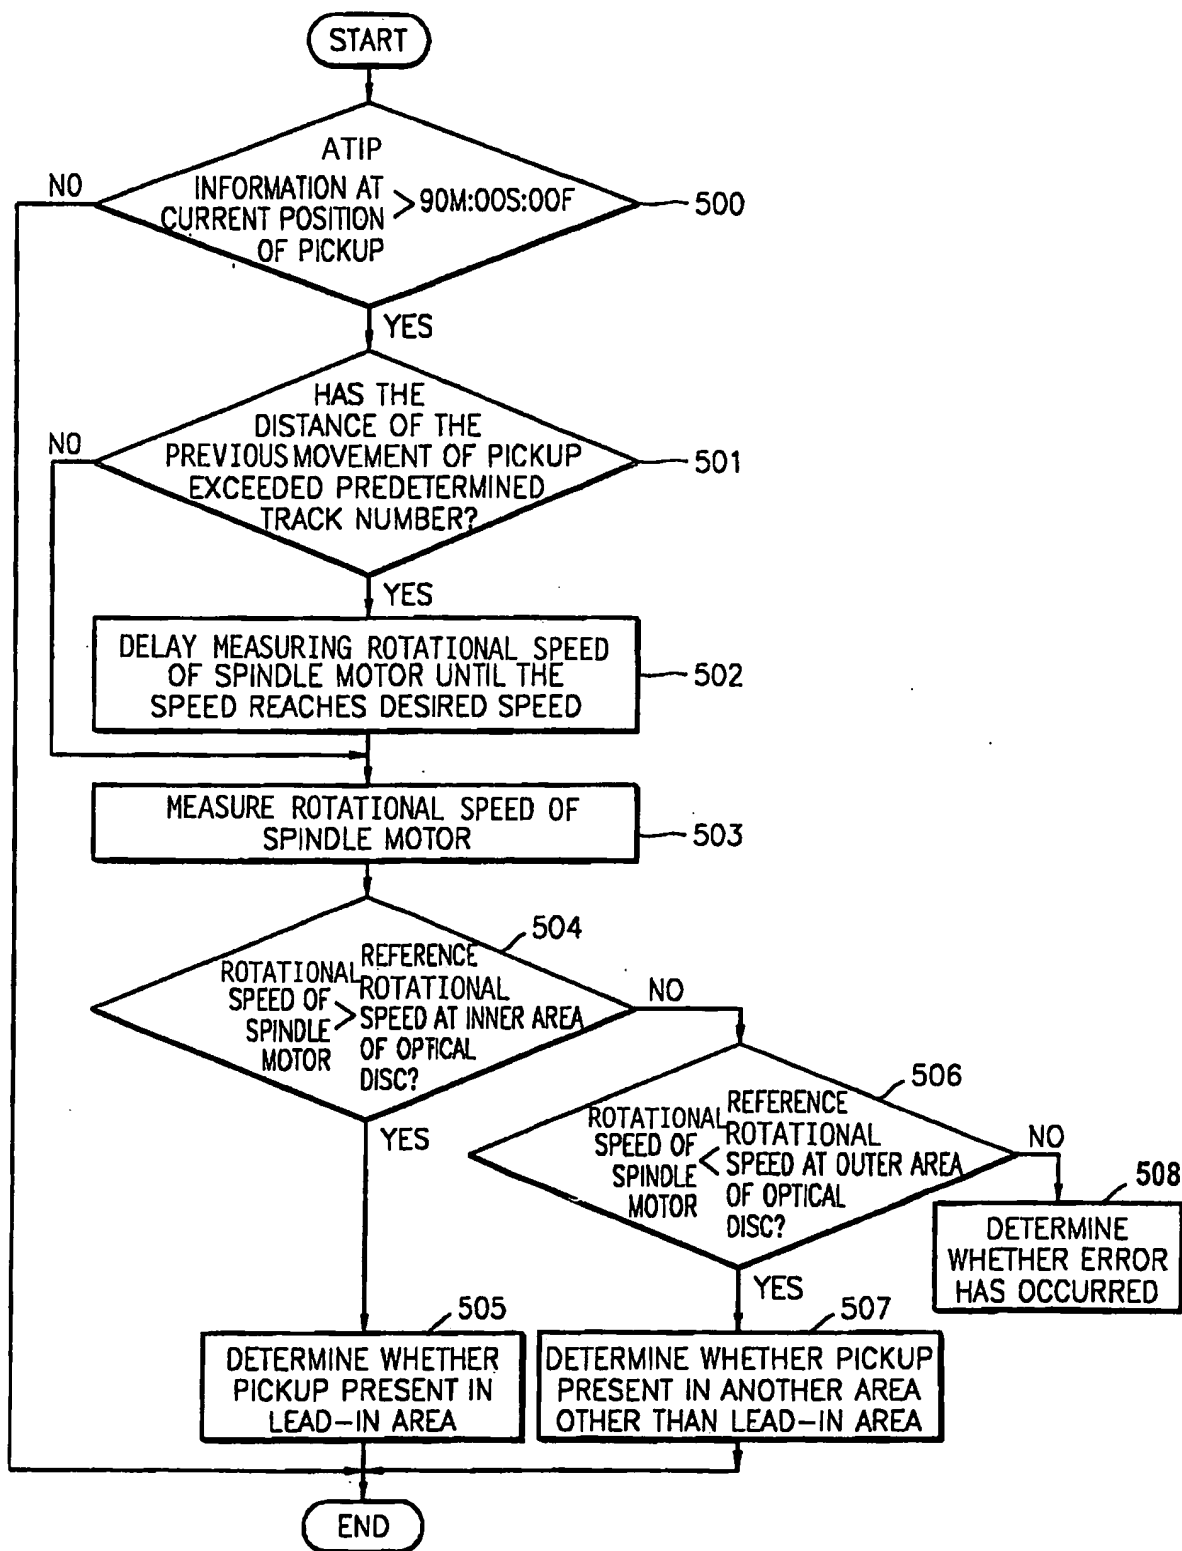 START
ATIP
INFORMATION AT
CURRENT POSITION
OF PICKUP
> 90M:00S:00F
500
NO
YES
HAS THE
DISTANCE OF THE
PREVIOUS MOVEMENT OF PICKUP
EXCEEDED PREDETERMINED
TRACK NUMBER?
501
NO
YES
DELAY MEASURING ROTATIONAL SPEED
OF SPINDLE MOTOR UNTIL THE
SPEED REACHES DESIRED SPEED
502
MEASURE ROTATIONAL SPEED OF
SPINDLE MOTOR
503
504
ROTATIONAL
SPEED OF
SPINDLE
MOTOR
>
REFERENCE
ROTATIONAL
SPEED AT INNER AREA
OF OPTICAL
DISC?
NO
YES
506
ROTATIONAL
SPEED OF
SPINDLE
MOTOR
<
REFERENCE
ROTATIONAL
SPEED AT OUTER AREA
OF OPTICAL
DISC?
NO
YES
508
DETERMINE
WHETHER ERROR
HAS OCCURRED
505
DETERMINE WHETHER
PICKUP PRESENT IN
LEAD-IN AREA
507
DETERMINE WHETHER PICKUP
PRESENT IN ANOTHER AREA
OTHER THAN LEAD-IN AREA
END